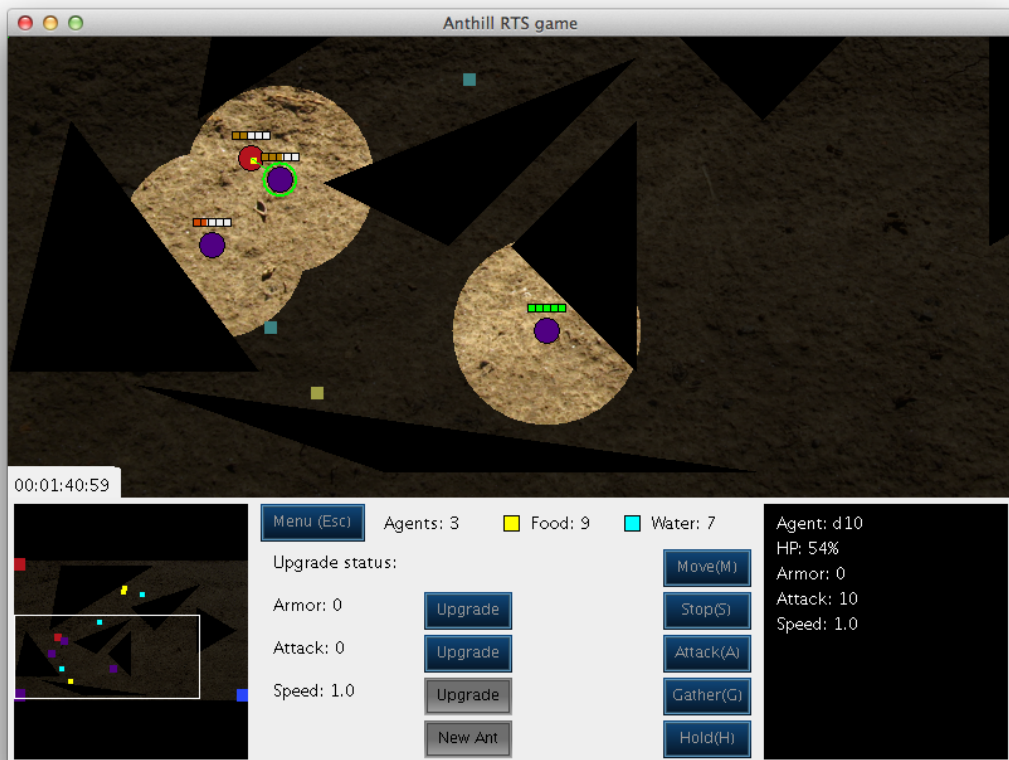 Anthill RTS game
00:01:40:59
Menu (Esc)
Agents: 3
Food: 9
Water: 7
Upgrade status:
Armor: 0
Upgrade
Attack: 0
Upgrade
Speed: 1.0
Upgrade
New Ant
Move(M)
Stop(S)
Attack(A)
Gather(G)
Hold(H)
Agent: d10
HP: 54%
Armor: 0
Attack: 10
Speed: 1.0